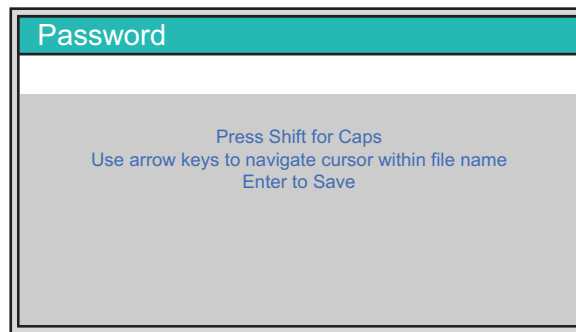 Password
Press Shift for Caps
Use arrow keys to navigate cursor within file name
Enter to Save